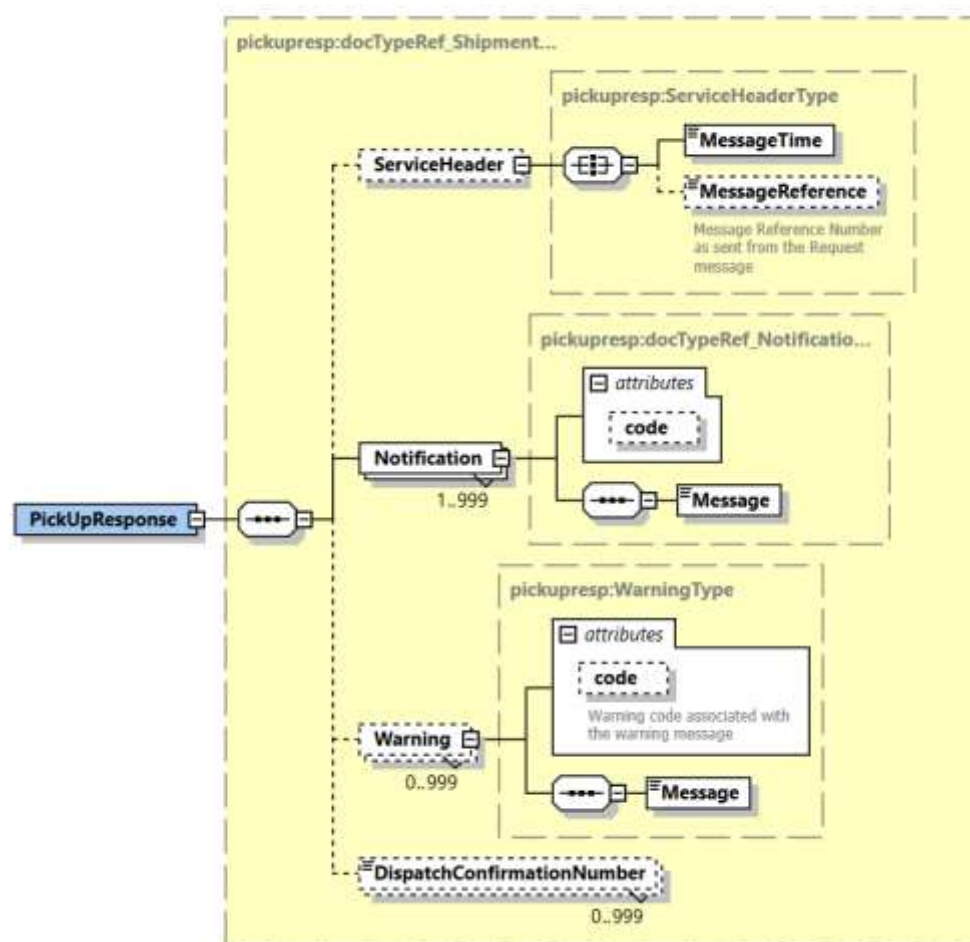 pickupresp:docTypeRef_Shipment...
pickupresp:ServiceHeaderType
MessageTime
ServiceHeader
MessageReference
Message Reference Number
as sent from the Request
message
pickupresp:docTypeRef_Notificatio...
attributes
code
Notification
1..999
Message
PickUpResponse
pickupresp:WarningType
attributes
code
Warning code associated with
the warning message
Warning
0..999
Message
DispatchConfirmationNumber
0..999